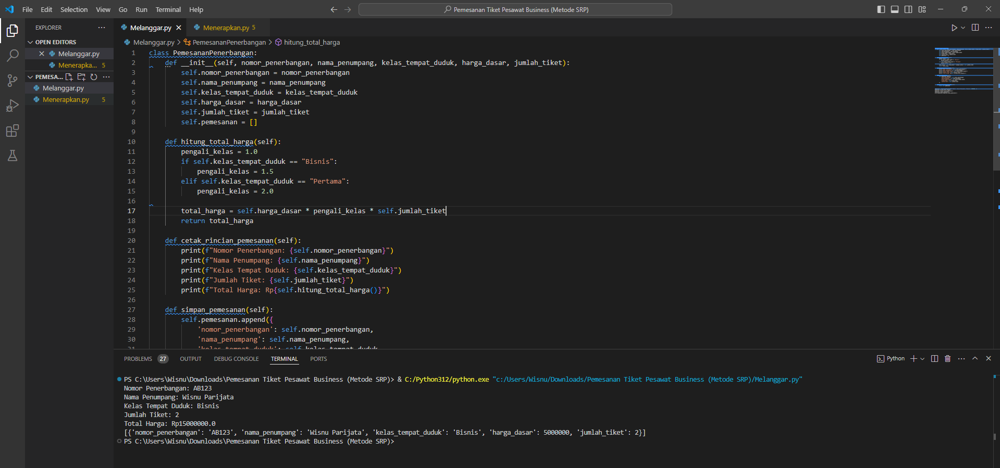 File Edit Selection View Go Run Terminal Help
Pemesanan Tiket Pesawat Business (Metode SRP)
EXPLORER
OPEN EDITORS
Melanggar.py
Menerapka... 5
PEMESA...
Melanggar.py
Menerapkan.py 5
Melanggar.py Menerapkan.py 5
Melanggar.py > PemesananPenerbangan > hitung_total_harga
1 class PemesananPenerbangan:
2     def __init__(self, nomor_penerbangan, nama_penumpang, kelas_tempat_duduk, harga_dasar, jumlah_tiket):
3         self.nomor_penerbangan = nomor_penerbangan
4         self.nama_penumpang = nama_penumpang
5         self.kelas_tempat_duduk = kelas_tempat_duduk
6         self.harga_dasar = harga_dasar
7         self.jumlah_tiket = jumlah_tiket
8         self.pemesanan = []
9
10     def hitung_total_harga(self):
11         pengali_kelas = 1.0
12         if self.kelas_tempat_duduk == "Bisnis":
13             pengali_kelas = 1.5
14         elif self.kelas_tempat_duduk == "Pertama":
15             pengali_kelas = 2.0
16
17         total_harga = self.harga_dasar * pengali_kelas * self.jumlah_tiket
18         return total_harga
19
20     def cetak_rincian_pemesanan(self):
21         print(f"Nomor Penerbangan: {self.nomor_penerbangan}")
22         print(f"Nama Penumpang: {self.nama_penumpang}")
23         print(f"Kelas Tempat Duduk: {self.kelas_tempat_duduk}")
24         print(f"Jumlah Tiket: {self.jumlah_tiket}")
25         print(f"Total Harga: Rp{self.hitung_total_harga()}")
26
27     def simpan_pemesanan(self):
28         self.pemesanan.append({
29             'nomor_penerbangan': self.nomor_penerbangan,
30             'nama_penumpang': self.nama_penumpang,
31             'kelas_tempat_duduk': self.kelas_tempat_duduk
PROBLEMS 27 OUTPUT DEBUG CONSOLE TERMINAL PORTS
Python
PS C:\Users\Wisnu\Downloads\Pemesanan Tiket Pesawat Business (Metode SRP)> & C:/Python312/python.exe "c:/Users/Wisnu/Downloads/Pemesanan Tiket Pesawat Business (Metode SRP)/Melanggar.py"
Nomor Penerbangan: AB123
Nama Penumpang: Wisnu Parijata
Kelas Tempat Duduk: Bisnis
Jumlah Tiket: 2
Total Harga: Rp15000000.0
[{'nomor_penerbangan': 'AB123', 'nama_penumpang': 'Wisnu Parijata', 'kelas_tempat_duduk': 'Bisnis', 'harga_dasar': 5000000, 'jumlah_tiket': 2}]
PS C:\Users\Wisnu\Downloads\Pemesanan Tiket Pesawat Business (Metode SRP)>